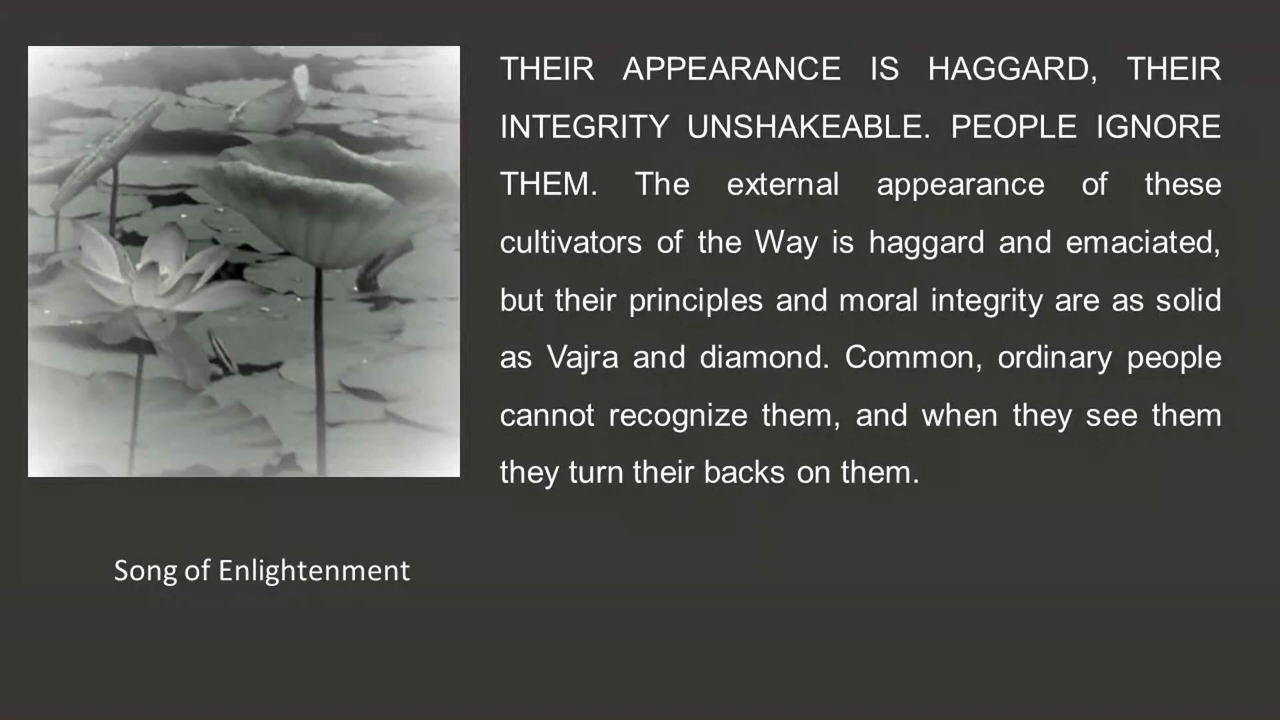 THEIR APPEARANCE IS HAGGARD, THEIR
INTEGRITY UNSHAKEABLE. PEOPLE IGNORE
THEM. The external appearance of these
cultivators of the Way is haggard and emaciated,
but their principles and moral integrity are as solid
as Vajra and diamond. Common, ordinary people
cannot recognize them, and when they see them
they turn their backs on them.
Song of Enlightenment